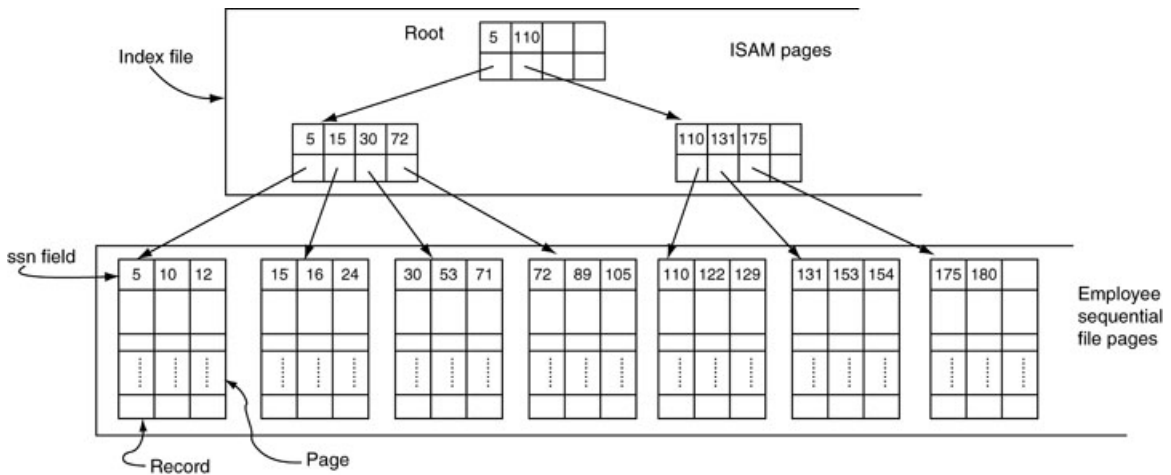 Root
5 110
ISAM pages
Index file
5 15 30 72
110 131 175
ssn field
5 10 12
15 16 24
30 53 71
72 89 105
110 122 129
131 153 154
175 180
Employee
sequential
file pages
Record
Page